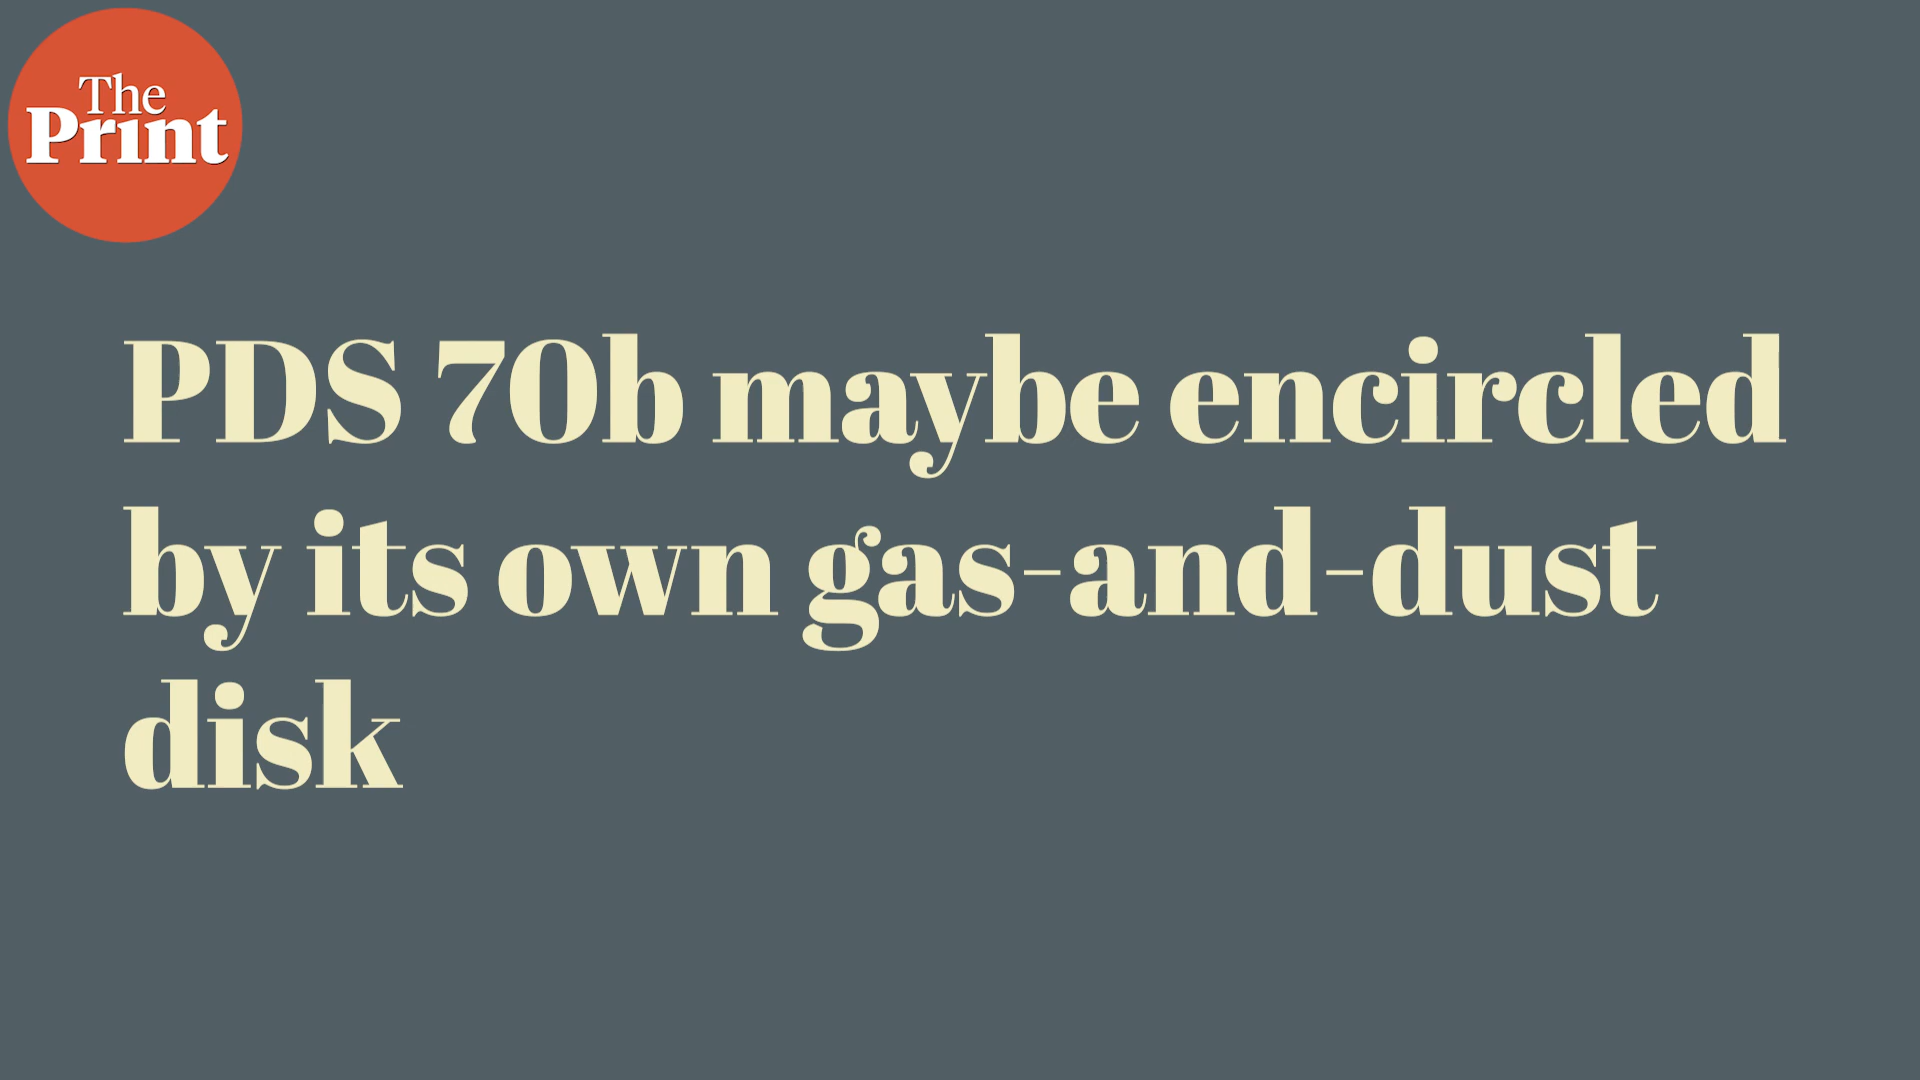 The
Print
PDS 70b maybe encircled
by its own gas-and-dust
disk